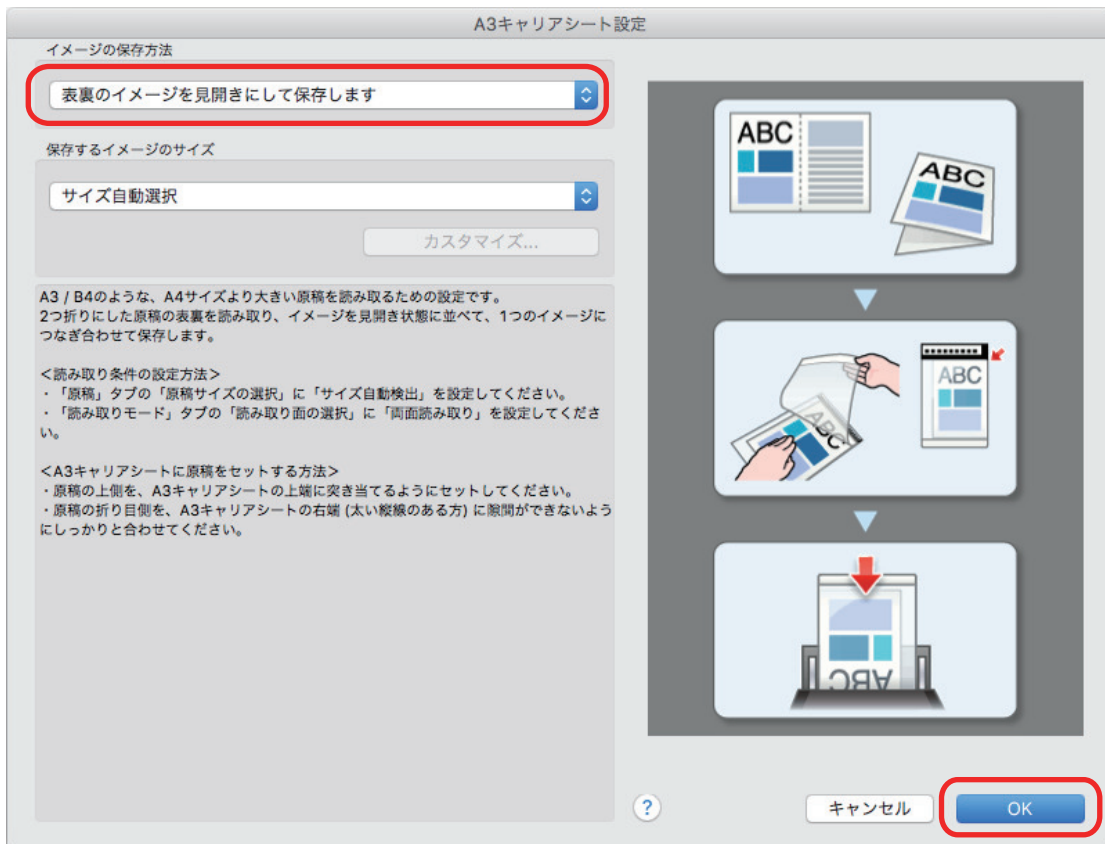 A3キャリアシート設定
イメージの保存方法
表裏のイメージを見開きにして保存します
保存するイメージのサイズ
サイズ自動選択
カスタマイズ...
A3 / B4のような、A4サイズより大きい原稿を読み取るための設定です。
2つ折りにした原稿の表裏を読み取り、イメージを見開き状態に並べて、1つのイメージに
つなぎ合わせて保存します。
<読み取り条件の設定方法>
・「原稿」タブの「原稿サイズの選択」に「サイズ自動検出」を設定してください。
・「読み取りモード」タブの「読み取り面の選択」に「両面読み取り」を設定してくださ
い。
<A3キャリアシートに原稿をセットする方法>
・原稿の上側を、A3キャリアシートの上端に突き当てるようにセットしてください。
・原稿の折り目側を、A3キャリアシートの右端 (太い縦線のある方) に隙間ができないよう
にしっかりと合わせてください。
ABC
ABC
ABC
ABC
ABC
?
キャンセル
OK